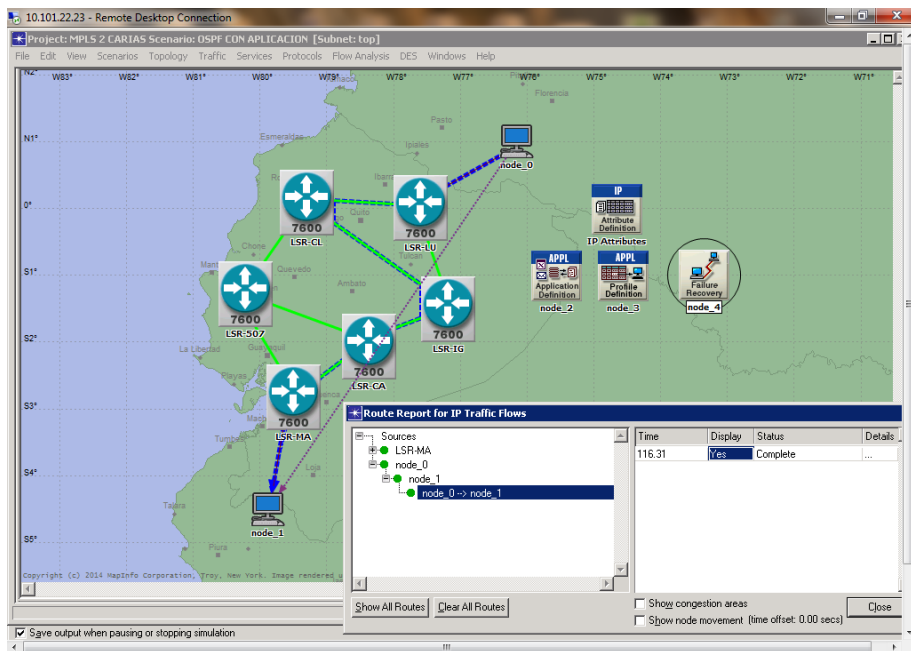 10.101.22.23 - Remote Desktop Connection
Project: MPLS 2 CARIAS Scenario: OSPF CON APLICACION [Subnet: top]
File Edit View Scenarios Topology Traffic Services Protocols Flow Analysis DES Windows Help
W83° W82° W81° W80° W79° W78° W77° W76° W75° W74° W73° W72° W71°
Florencia
Pasto
N1°
Esmeraldas
Ipiales
node_0
0°
Quito
7600
LSR-CL
7600
LSR-LU
Tulcan
IP
Attribute
Definition
IP Attributes
Chone
S1°
Quevedo
Ambato
7600
LSR-507
7600
LSR-IG
APPL
Application
Definition
node_2
APPL
Profile
Definition
node_3
Failure
Recovery
node_4
S2°
La Libertad
7600
LSR-CA
Playas
S3°
7600
LSR-MA
S4°
Loja
Talara
node_1
S5°
Piura
Copyright (c) 2014 MapInfo Corporation, Troy, New York. Image rendered
Route Report for IP Traffic Flows
Sources
LSR-MA
node_0
node_1
node_0 --> node_1
Time Display Status Details
116.31 Yes Complete ...
Show All Routes Clear All Routes
Show congestion areas
Show node movement (time offset: 0.00 secs)
Close
Save output when pausing or stopping simulation